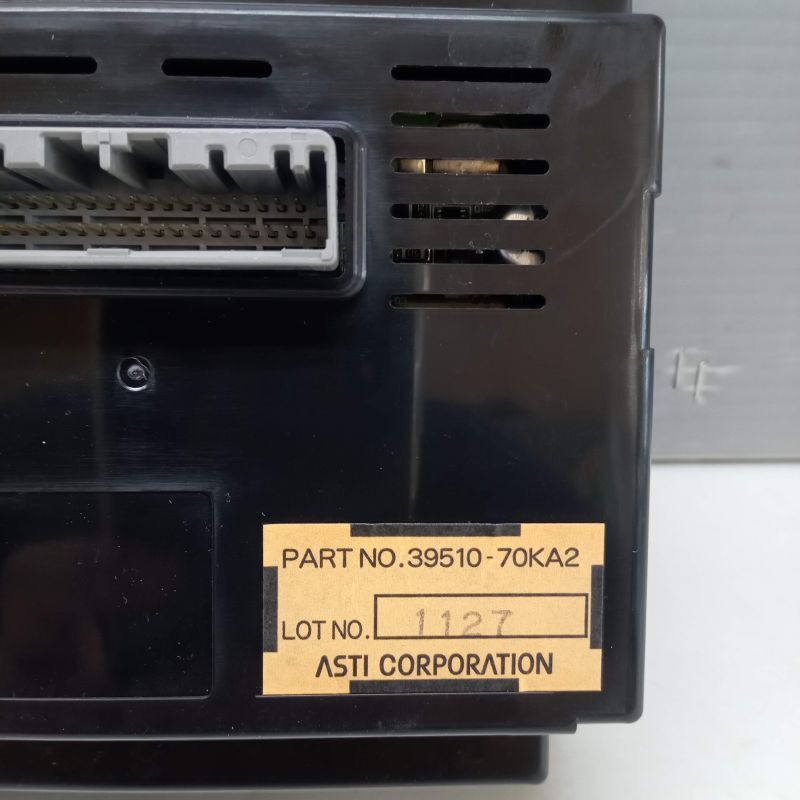 PART NO.39510-70KA2
LOT NO. 1127
ASTI CORPORATION